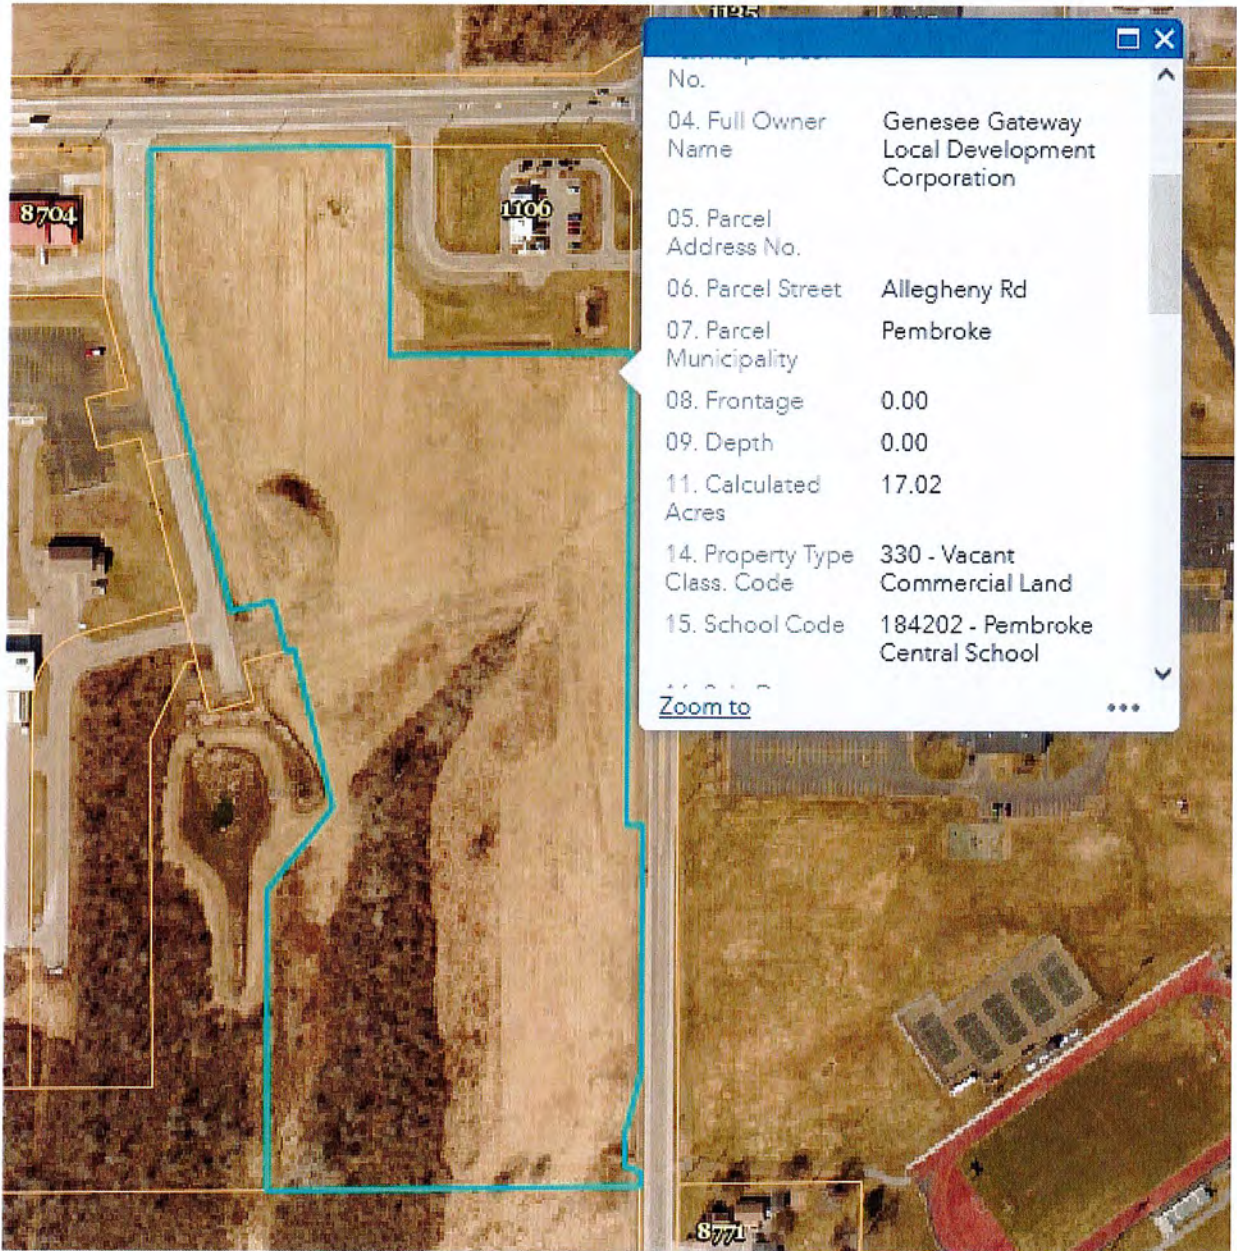 1135
No.
04. Full Owner Name
Genesee Gateway
Local Development
Corporation
05. Parcel
Address No.
06. Parcel Street
Allegheny Rd
07. Parcel
Municipality
Pembroke
08. Frontage
0.00
09. Depth
0.00
11. Calculated
Acres
17.02
14. Property Type
Class. Code
330 - Vacant
Commercial Land
15. School Code
184202 - Pembroke
Central School
Zoom to
8704
1106
8771